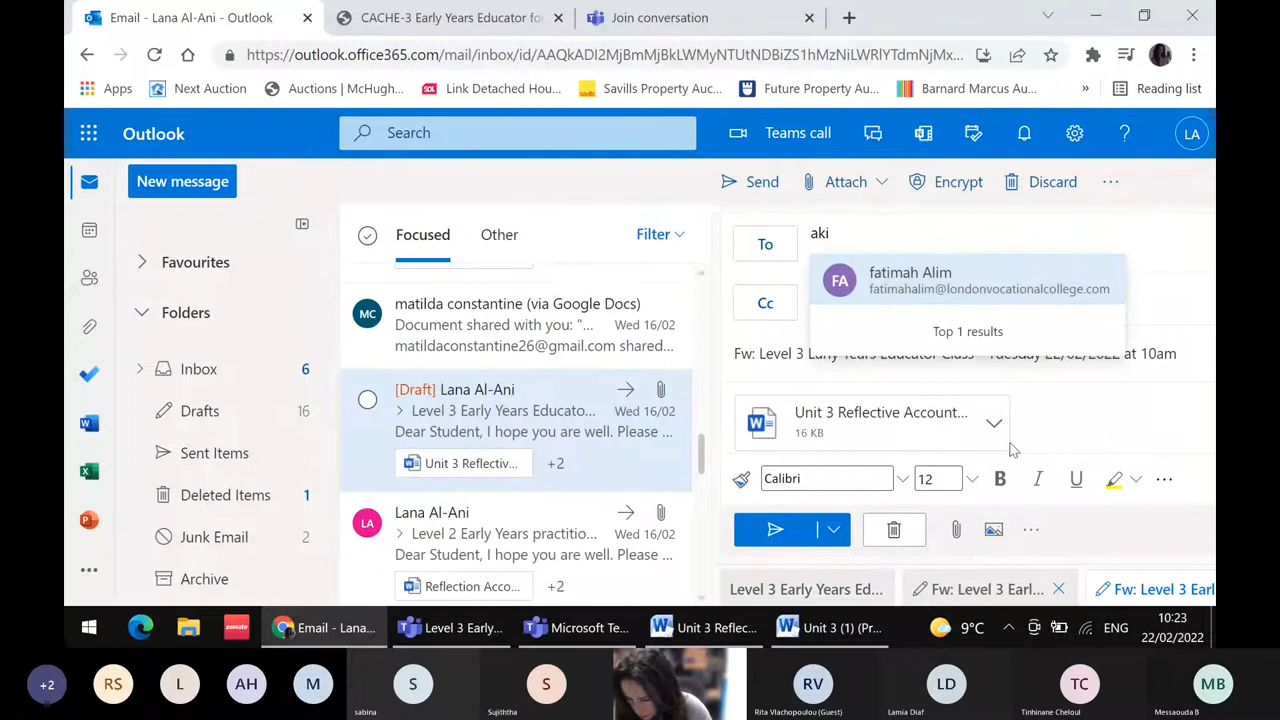 Email - Lana Al-Ani - Outlook
CACHE-3 Early Years Educator fo
Join conversation
https://outlook.office365.com/mail/inbox/id/
Apps
Next Auction
Auctions | McHugh...
Link Detached Hou...
Savills Property Auc...
Future Property Au...
Barnard Marcus Au...
»
Reading list
Outlook
Search
Teams call
LA
New message
Send
Attach
Encrypt
Discard
Favourites
Folders
Inbox 6
Drafts 16
Sent Items
Deleted Items 1
Junk Email 2
Archive
Focused
Other
Filter
MC
matilda constantine (via Google Docs)
Document shared with you: "... Wed 16/02
matildaconstantine26@gmail.com shared...
[Draft] Lana Al-Ani
Level 3 Early Years Educato... Wed 16/02
Dear Student, I hope you are well. Please ...
Unit 3 Reflectiv...
+2
LA
Lana Al-Ani
Level 2 Early Years practitio... Wed 16/02
Dear Student, I hope you are well. Please ...
Reflection Acco...
+2
To
aki
FA
fatimah Alim
fatimahalim@londonvocationalcollege.com
Top 1 results
Cc
Fw: Level 3 Early Years Educator Class - Tuesday 22/02/2022 at 10am
Unit 3 Reflective Account...
16 KB
Calibri
12
B
I
U
Level 3 Early Years Ed...
Fw: Level 3 Earl...
Fw: Level 3 Earl
zomato
Email - Lana...
Level 3 Early...
Microsoft Te...
Unit 3 Reflec...
Unit 3 (1) (Pr...
9°C
ENG
10:23
22/02/2022
+2
RS
L
AH
M
S
sabina
S
Sujiththa
RV
Rita Vlachopoulou (Guest)
LD
Lamia Diaf
TC
Tinhinane Cheloul
MB
Messaouda B